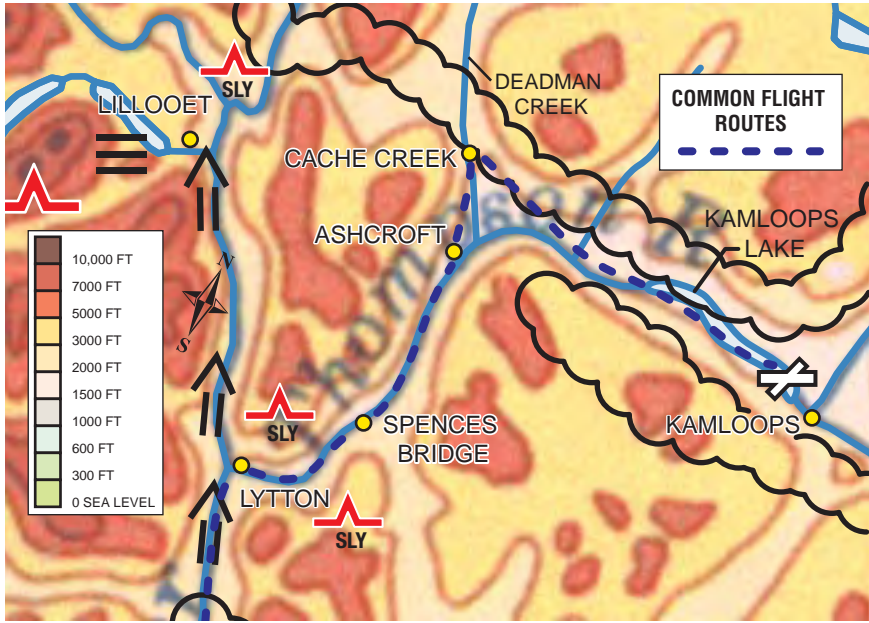 SLY
LILLOOET
DEADMAN
CREEK
COMMON FLIGHT
ROUTES
CACHE CREEK
KAMLOOPS
LAKE
ASHCROFT
Thompson R
10,000 FT
7000 FT
5000 FT
3000 FT
2000 FT
1500 FT
1000 FT
600 FT
300 FT
0 SEA LEVEL
N
S
SLY
SPENCES
BRIDGE
KAMLOOPS
LYTTON
SLY